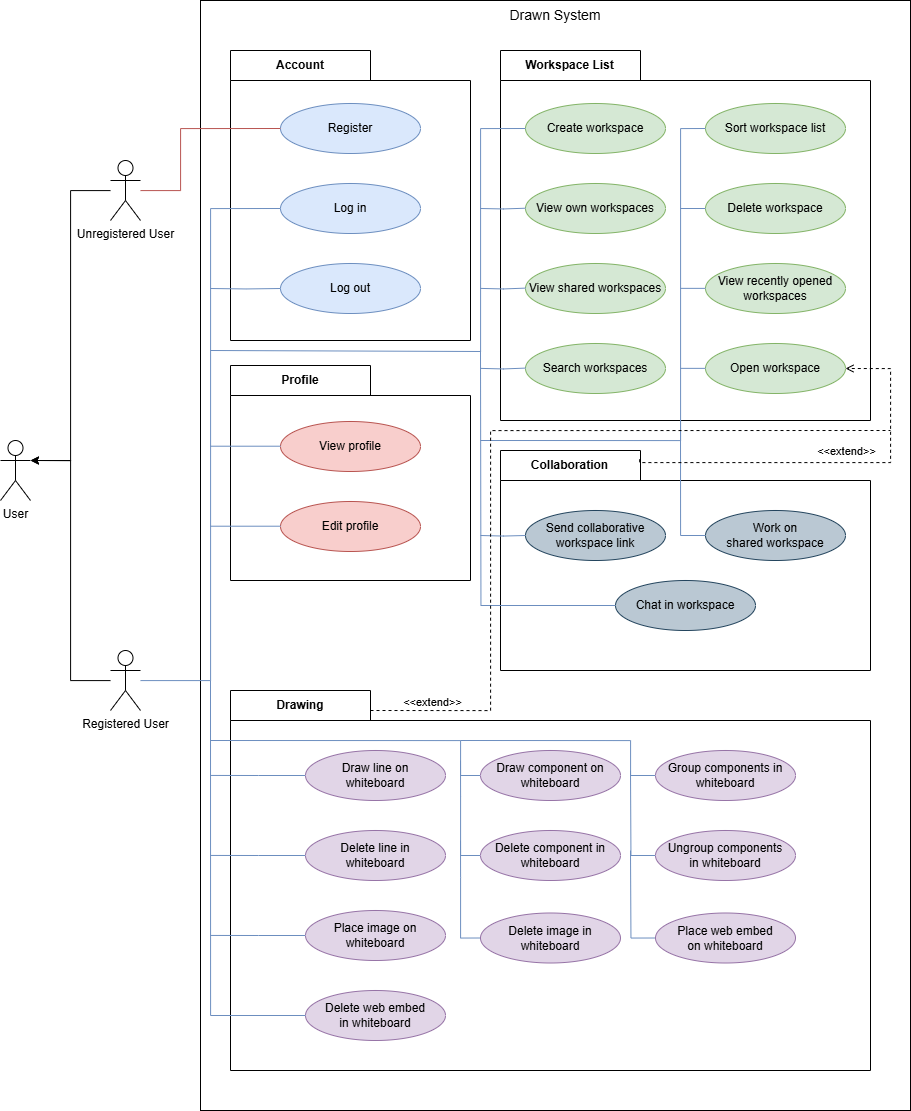 Drawn System
Account
Register
Log in
Log out
Workspace List
Create workspace
Sort workspace list
View own workspaces
Delete workspace
View shared workspaces
View recently opened
workspaces
Search workspaces
Open workspace
Unregistered User
User
Registered User
Profile
View profile
Edit profile
<<extend>>
Collaboration
Send collaborative
workspace link
Work on
shared workspace
Chat in workspace
<<extend>>
Drawing
Draw line on
whiteboard
Draw component on
whiteboard
Group components in
whiteboard
Delete line in
whiteboard
Delete component in
whiteboard
Ungroup components
in whiteboard
Place image on
whiteboard
Delete image in
whiteboard
Place web embed
on whiteboard
Delete web embed
in whiteboard